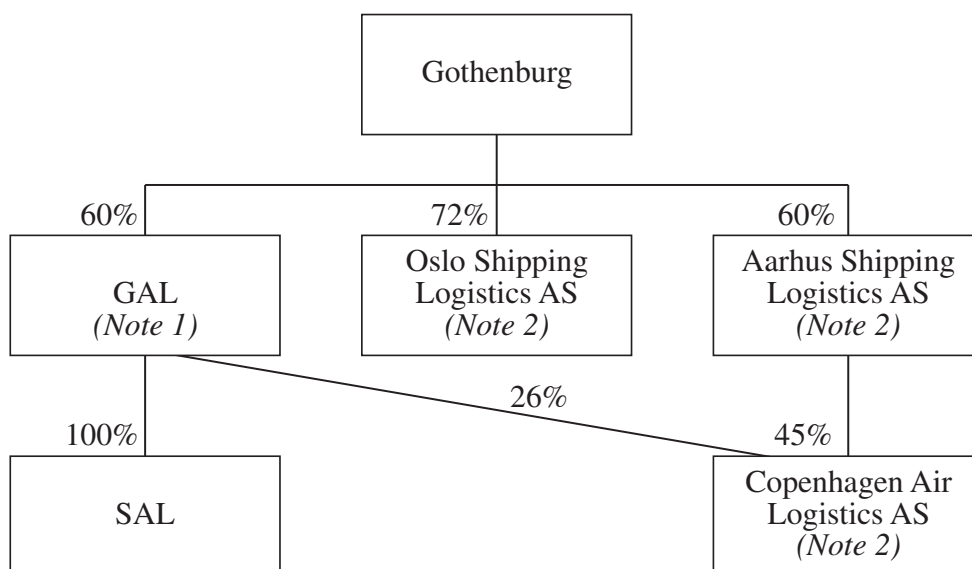 Gothenburg
60%
72%
60%
GAL
(Note 1)
Oslo Shipping
Logistics AS
(Note 2)
Aarhus Shipping
Logistics AS
(Note 2)
26%
100%
45%
SAL
Copenhagen Air
Logistics AS
(Note 2)